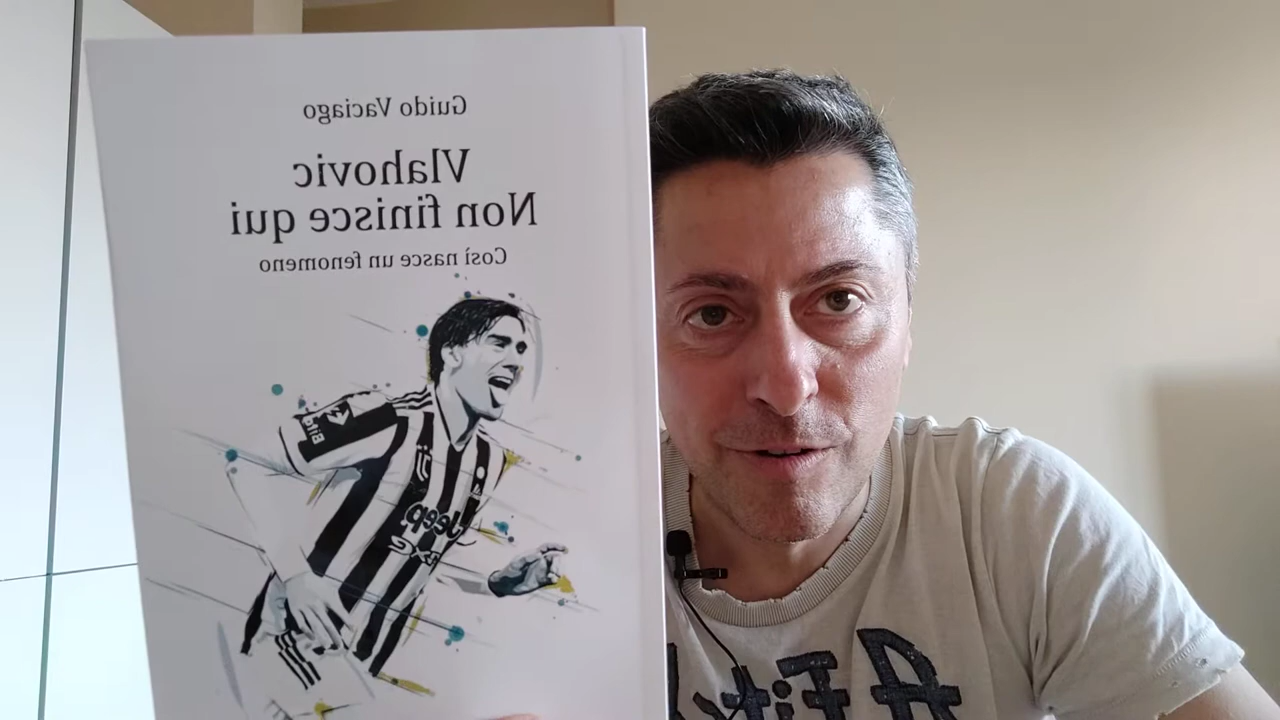 Guido Vaciago
Vlahovic
Non finisce qui
Così nasce un fenomeno
Jeep